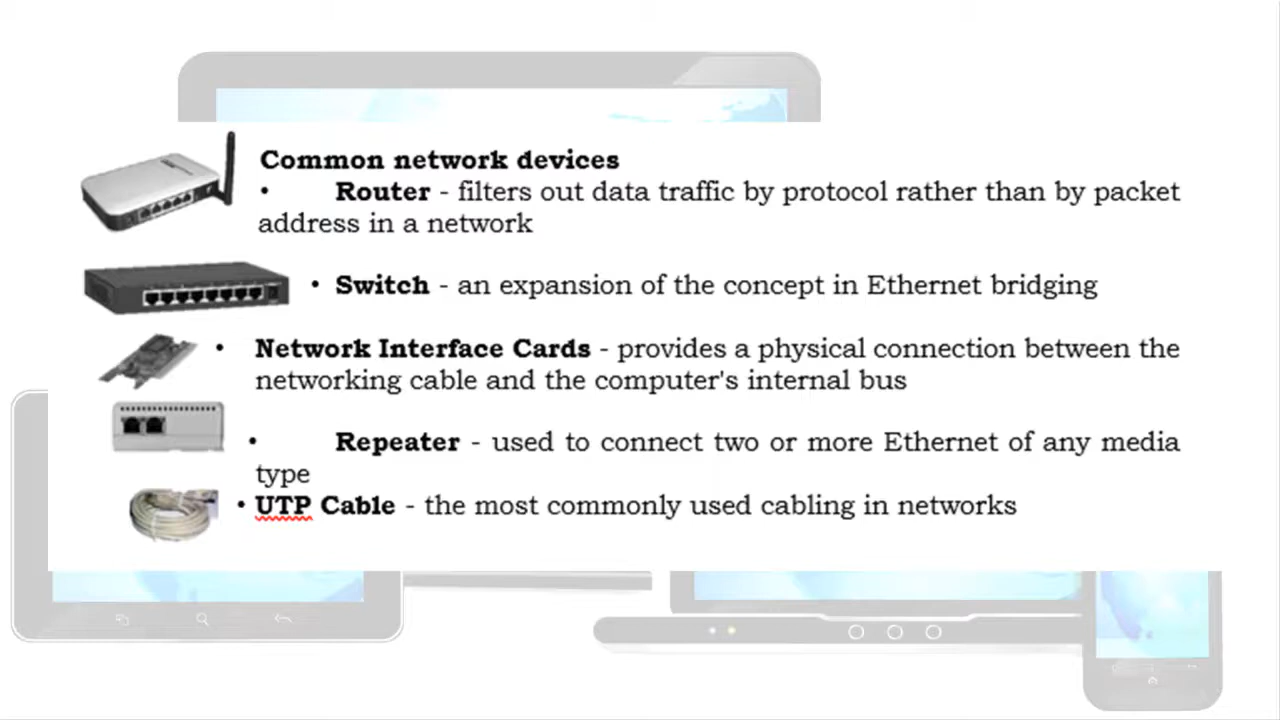 Common network devices
• Router - filters out data traffic by protocol rather than by packet
address in a network
• Switch - an expansion of the concept in Ethernet bridging
• Network Interface Cards - provides a physical connection between the
networking cable and the computer's internal bus
• Repeater - used to connect two or more Ethernet of any media
type
• UTP Cable - the most commonly used cabling in networks